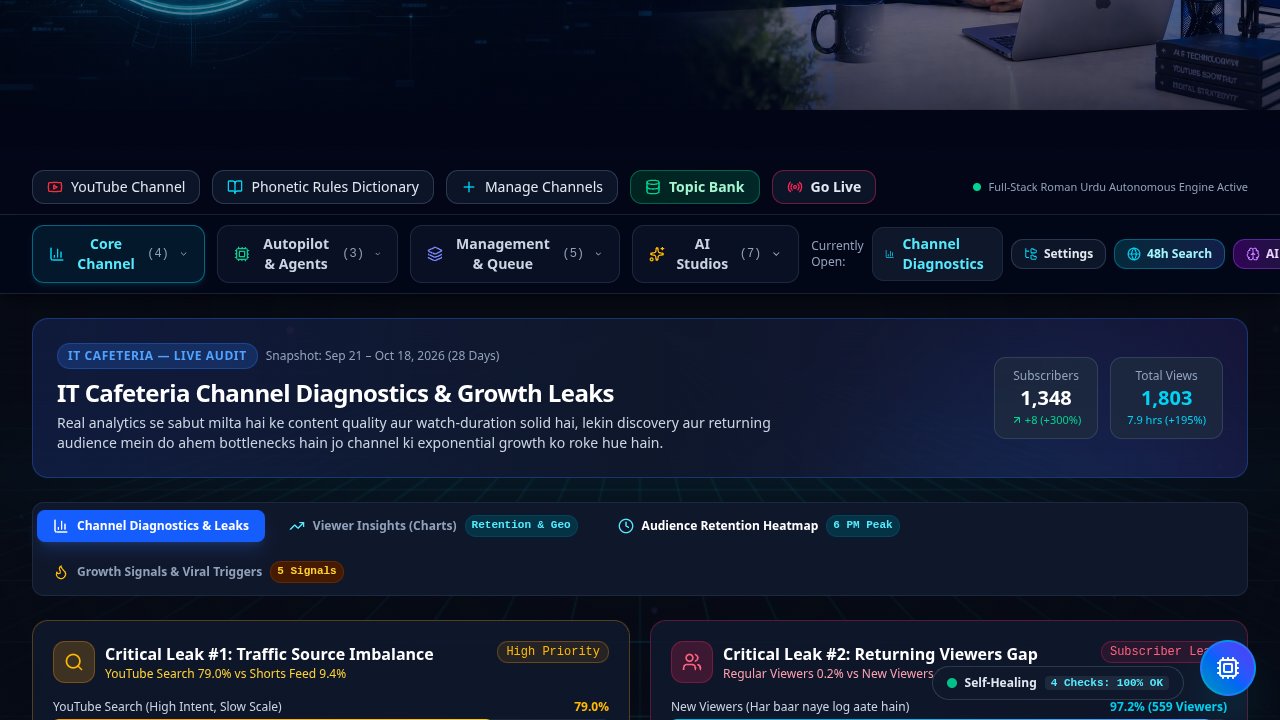 YOUTUBE GROWTHUT
YouTube Channel
Phonetic Rules Dictionary
Manage Channels
Topic Bank
Go Live
Full-Stack Roman Urdu Autonomous Engine Active
Core
Channel
(4)
Autopilot
& Agents
(3)
Management
& Queue
(5)
AI
Studios
(7)
Currently
Open:
Channel
Diagnostics
Settings
48h Search
AI
IT CAFETERIA — LIVE AUDIT
Snapshot: Sep 21 – Oct 18, 2026 (28 Days)
IT Cafeteria Channel Diagnostics & Growth Leaks
Real analytics se sabut milta hai ke content quality aur watch-duration solid hai, lekin discovery aur returning
audience mein do ahem bottlenecks hain jo channel ki exponential growth ko roke hue hain.
Subscribers
1,348
+8 (+300%)
Total Views
1,803
7.9 hrs (+195%)
Channel Diagnostics & Leaks
Viewer Insights (Charts)
Retention & Geo
Audience Retention Heatmap
6 PM Peak
Growth Signals & Viral Triggers
5 Signals
Critical Leak #1: Traffic Source Imbalance
High Priority
YouTube Search 79.0% vs Shorts Feed 9.4%
YouTube Search (High Intent, Slow Scale)
79.0%
Critical Leak #2: Returning Viewers Gap
Subscriber Le
Regular Viewers 0.2% vs New Viewers
New Viewers (Har baar naye log aate hain)
97.2% (559 Viewers)
Self-Healing
4 Checks: 100% OK